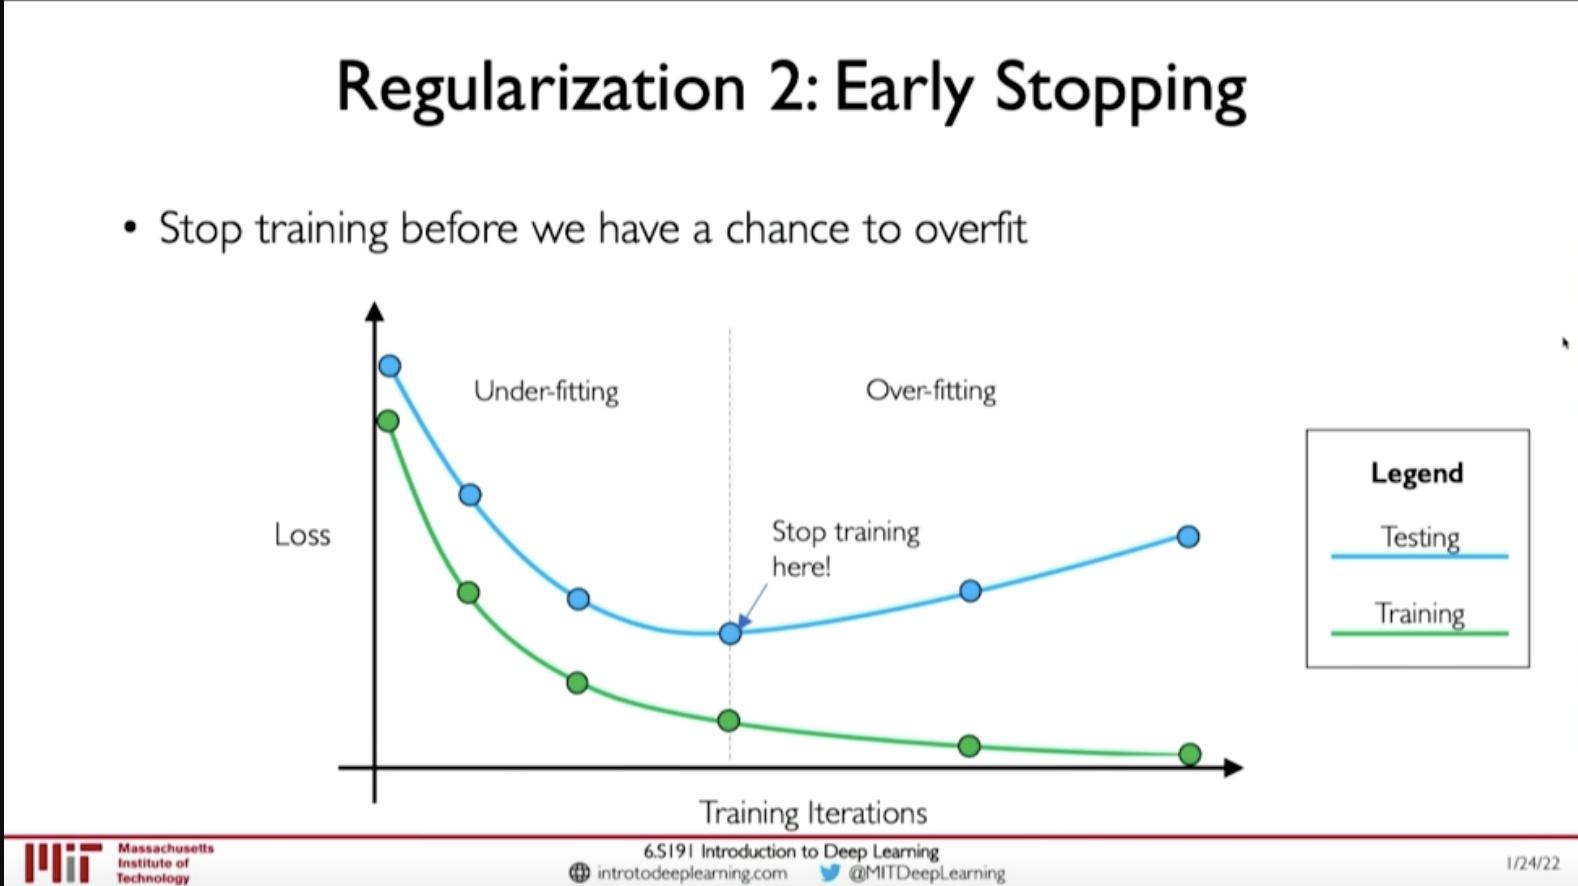 Regularization 2: Early Stopping
• Stop training before we have a chance to overfit
Under-fitting
Over-fitting
Stop training
here!
Loss
Training Iterations
Legend
Testing
Training
Massachusetts
Institute of
Technology
6.S191 Introduction to Deep Learning
introtodeeplearning.com @MITDeepLearning
1/24/22